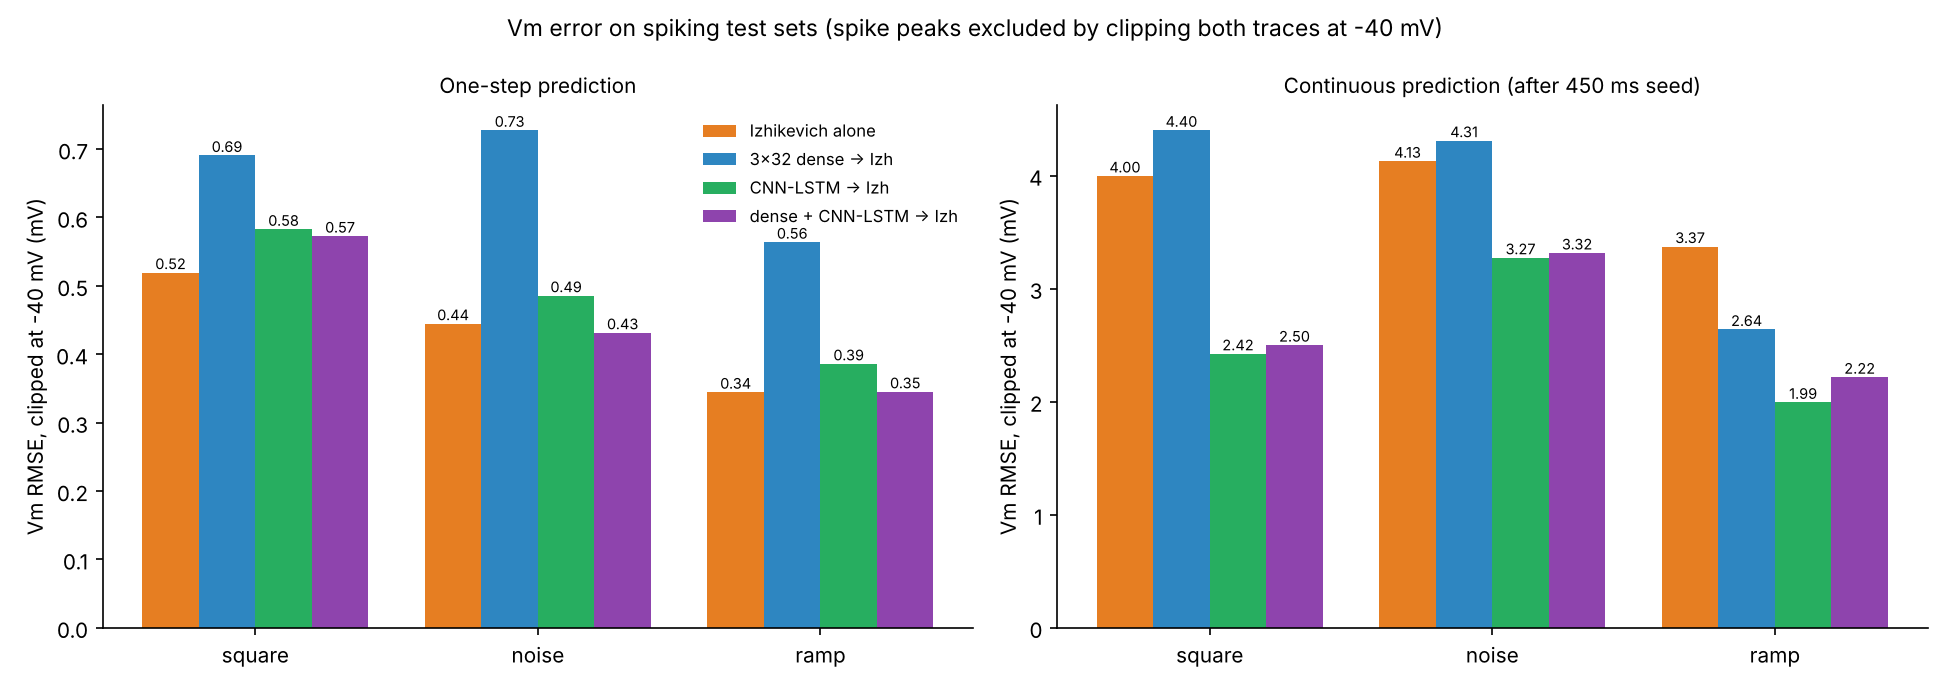 Vm error on spiking test sets (spike peaks excluded by clipping both traces at -40 mV)
One-step prediction
Vm RMSE, clipped at -40 mV (mV)
0.7
0.6
0.5
0.4
0.3
0.2
0.1
0.0
Izhikevich alone
3×32 dense → Izh
CNN-LSTM → Izh
dense + CNN-LSTM → Izh
0.52
0.69
0.58
0.57
0.44
0.73
0.49
0.43
0.34
0.56
0.39
0.35
square
noise
ramp
Continuous prediction (after 450 ms seed)
Vm RMSE, clipped at -40 mV (mV)
4
3
2
1
0
4.00
4.40
2.42
2.50
4.13
4.31
3.27
3.32
3.37
2.64
1.99
2.22
square
noise
ramp